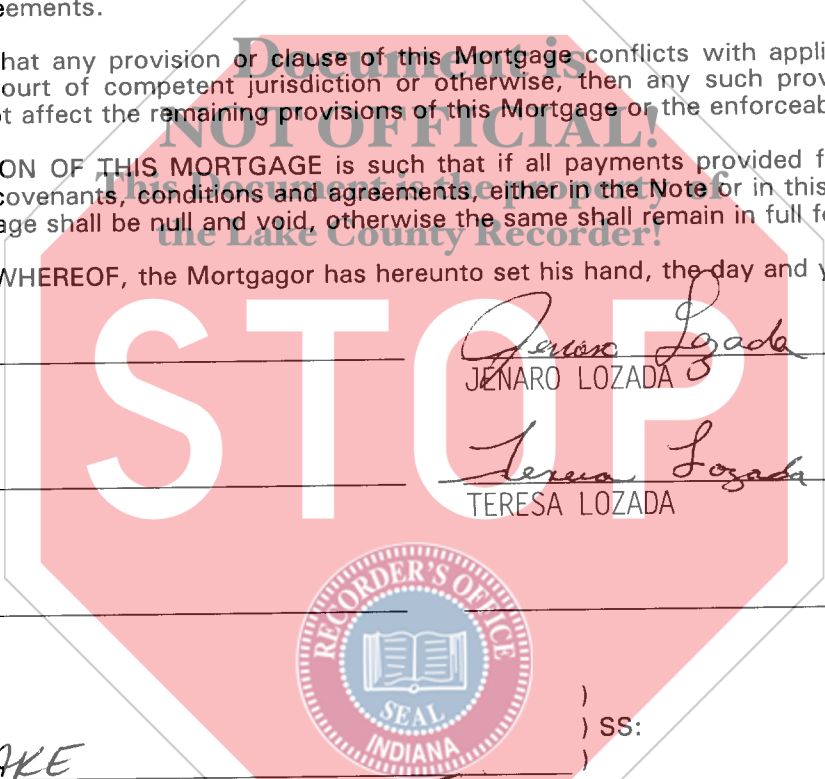 eements.
Document is
hat any provision or clause of this Mortgage conflicts with appli
ourt of competent jurisdiction or otherwise, then any such prov
t affect the remaining provisions of this Mortgage or the enforceab
NOT OFFICIAL!
ON OF THIS MORTGAGE is such that if all payments provided f
This Document is the property of
covenants, conditions and agreements, either in the Note or in this
age shall be null and void, otherwise the same shall remain in full f
the Lake County Recorder!
WHEREOF, the Mortgagor has hereunto set his hand, the day and y
STOP
Jenaro Lozada
JENARO LOZADA
Teresa Lozada
TERESA LOZADA
RECORDER'S OFFICE
SEAL
INDIANA
)
) SS:
)
AKE